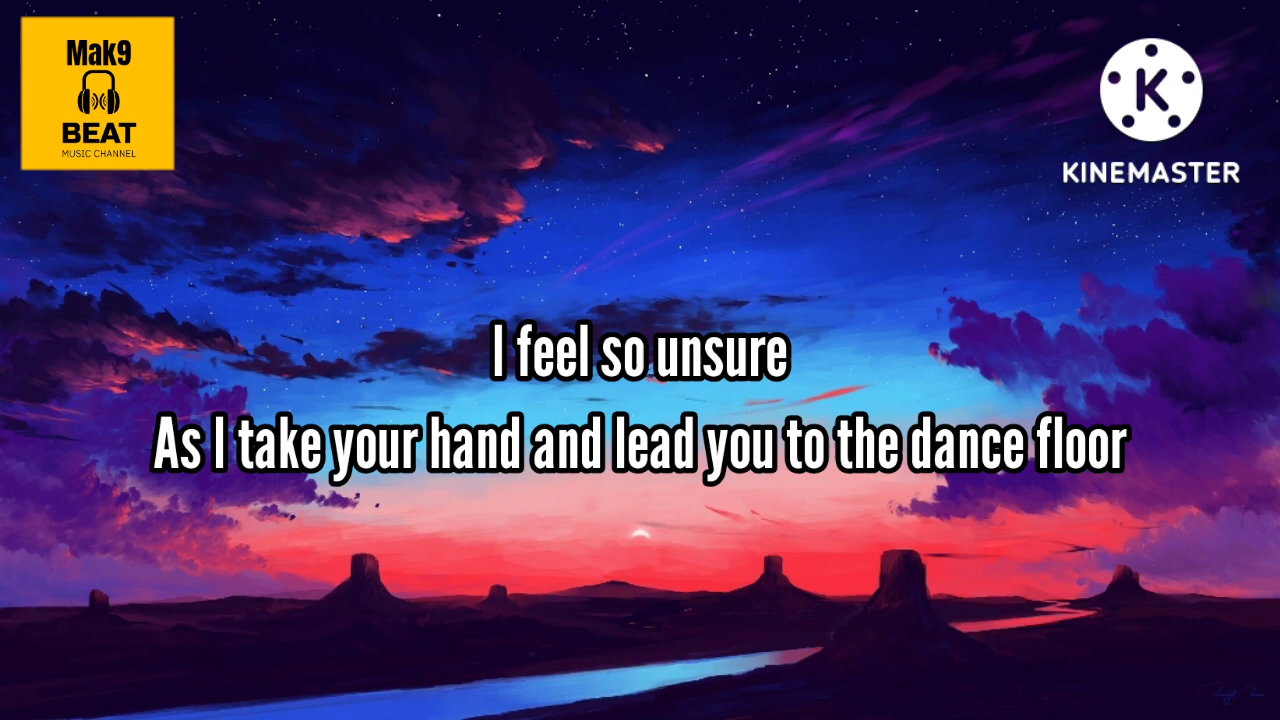 Mak9
BEAT
MUSIC CHANNEL
K
KINEMASTER
I feel so unsure
As I take your hand and lead you to the dance floor